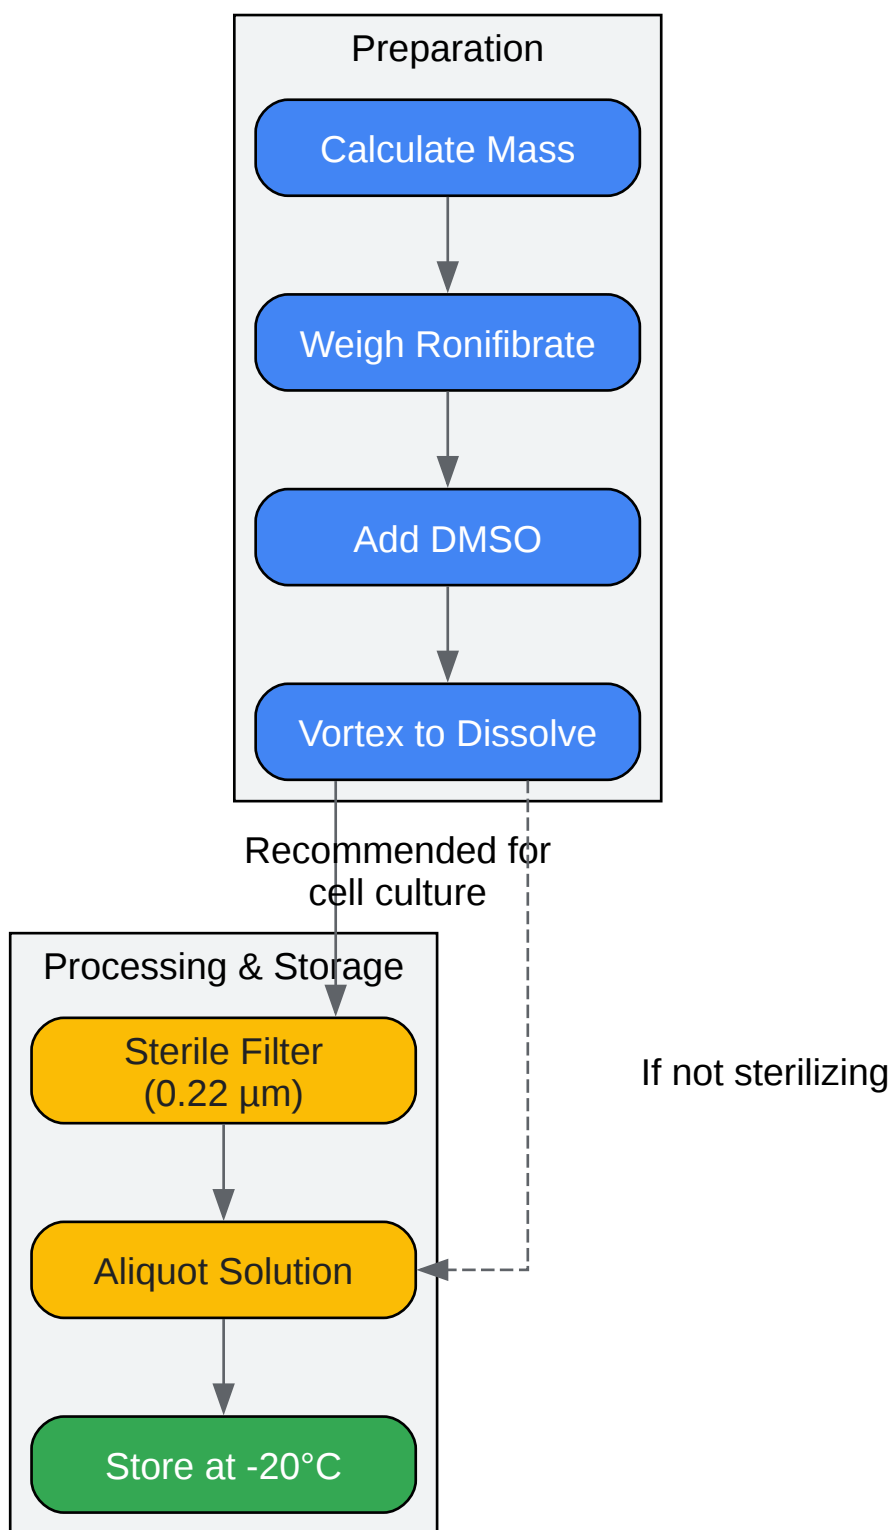 Preparation
Calculate Mass
Weigh Ronifibrate
Add DMSO
Vortex to Dissolve
Recommended for
cell culture
Processing & Storage
Sterile Filter
(0.22 µm)
If not sterilizing
Aliquot Solution
Store at -20°C